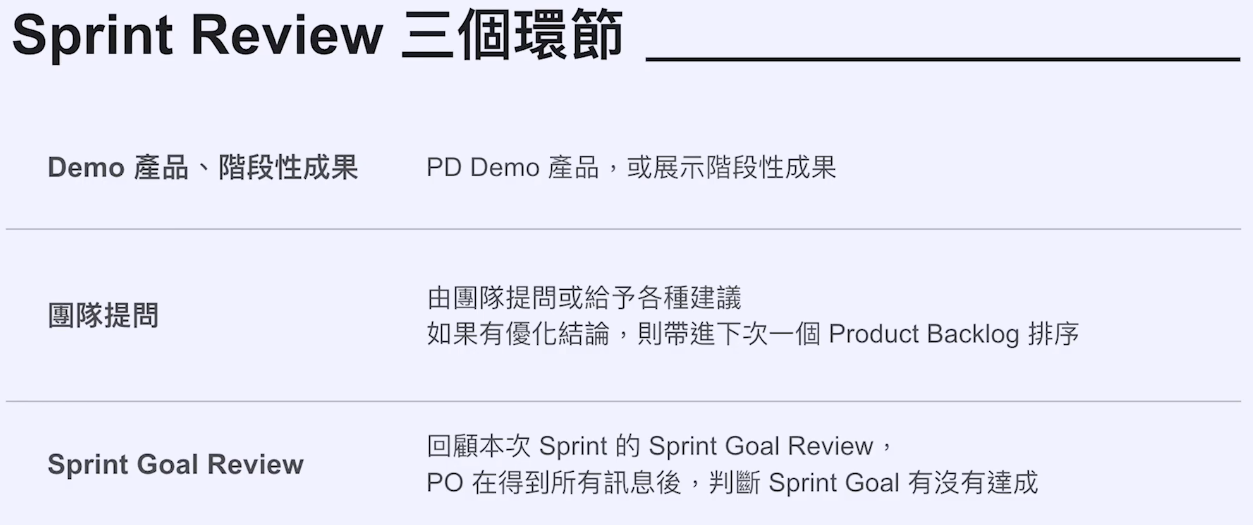 Sprint Review 三個環節
Demo 產品、階段性成果
PD Demo 產品，或展示階段性成果
團隊提問
由團隊提問或給予各種建議
如果有優化結論，則帶進下次一個 Product Backlog 排序
Sprint Goal Review
回顧本次 Sprint 的 Sprint Goal Review，
PO 在得到所有訊息後，判斷 Sprint Goal 有沒有達成